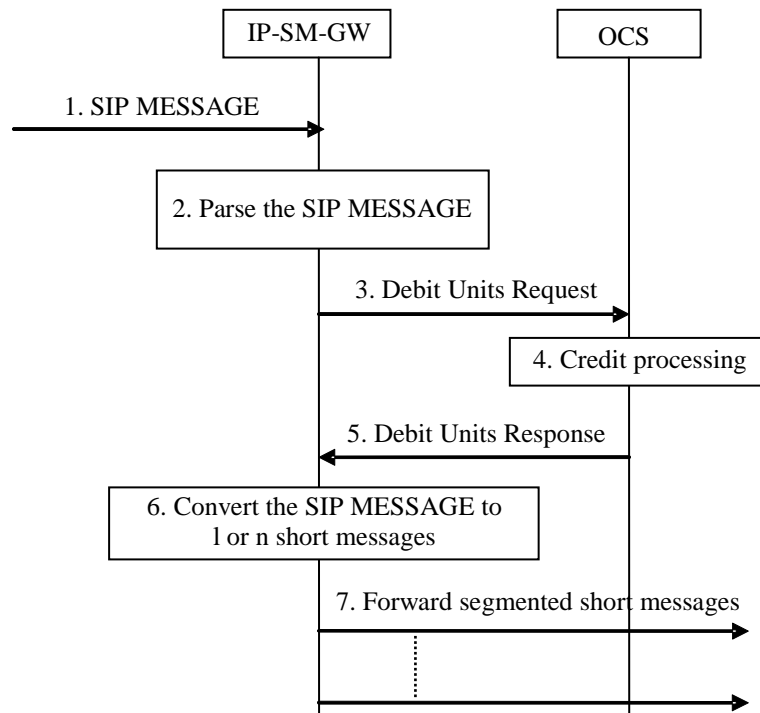 IP-SM-GW
OCS
1. SIP MESSAGE
2. Parse the SIP MESSAGE
3. Debit Units Request
4. Credit processing
5. Debit Units Response
6. Convert the SIP MESSAGE to
l or n short messages
7. Forward segmented short messages